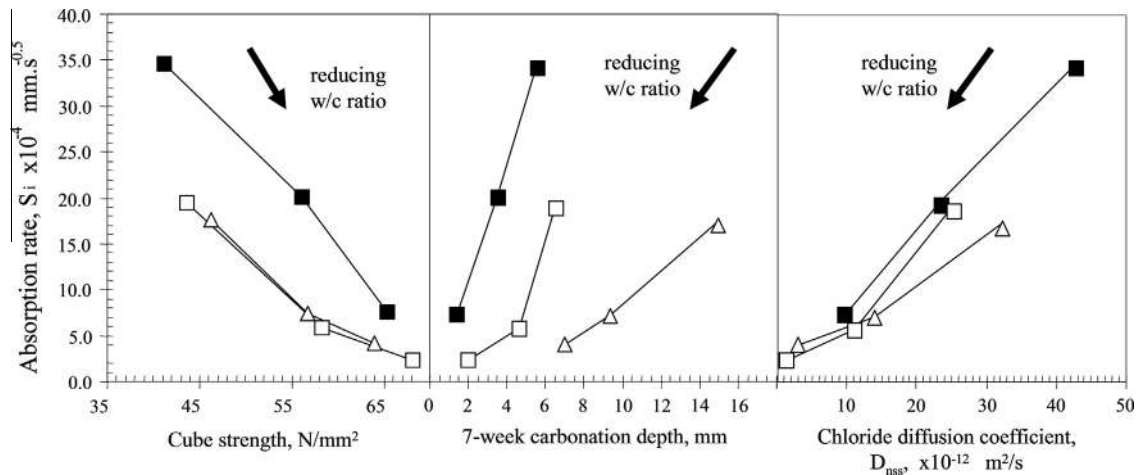 40.0
35.0
30.0
25.0
20.0
15.0
10.0
5.0
0.0
Absorption rate, Si x10-4 mm.s-0.5
reducing
w/c ratio
reducing
w/c ratio
reducing
w/c ratio
35 45 55 65
0 2 4 6 8 10 12 14 16
10 20 30 40 50
Cube strength, N/mm²
7-week carbonation depth, mm
Chloride diffusion coefficient,
Dnss, x10-12 m²/s